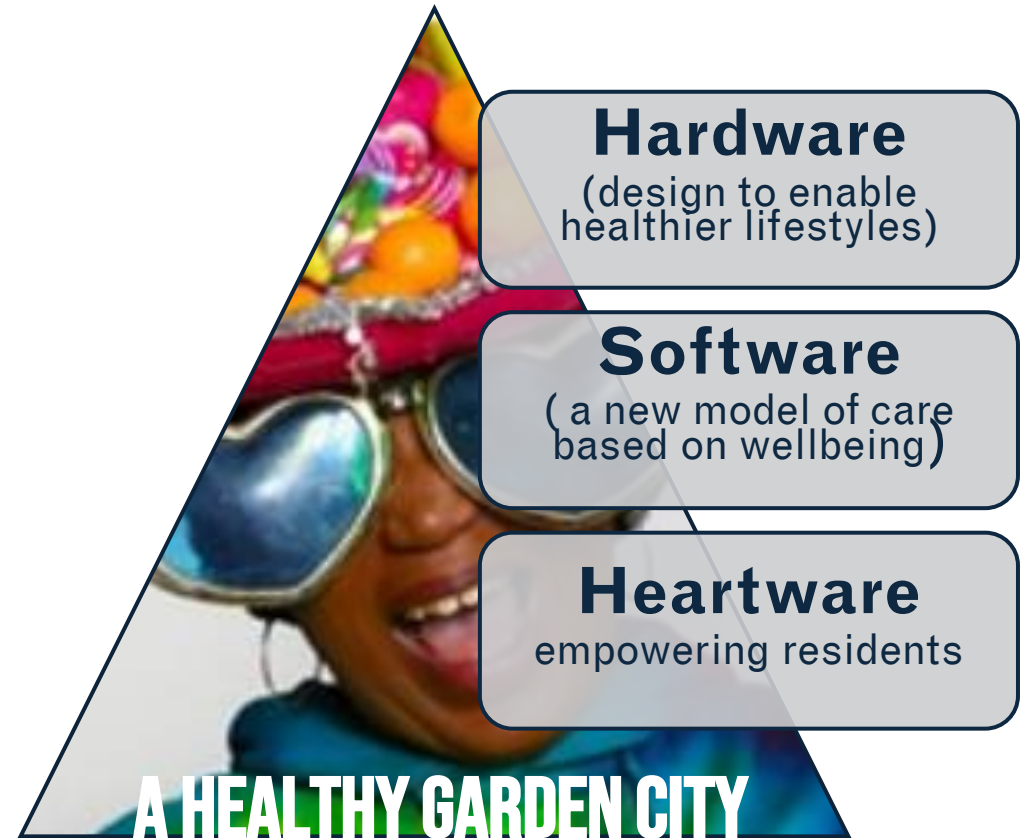 Hardware
(design to enable
healthier lifestyles)
Software
( a new model of care
based on wellbeing)
Heartware
empowering residents
A HEALTHY GARDEN CITY